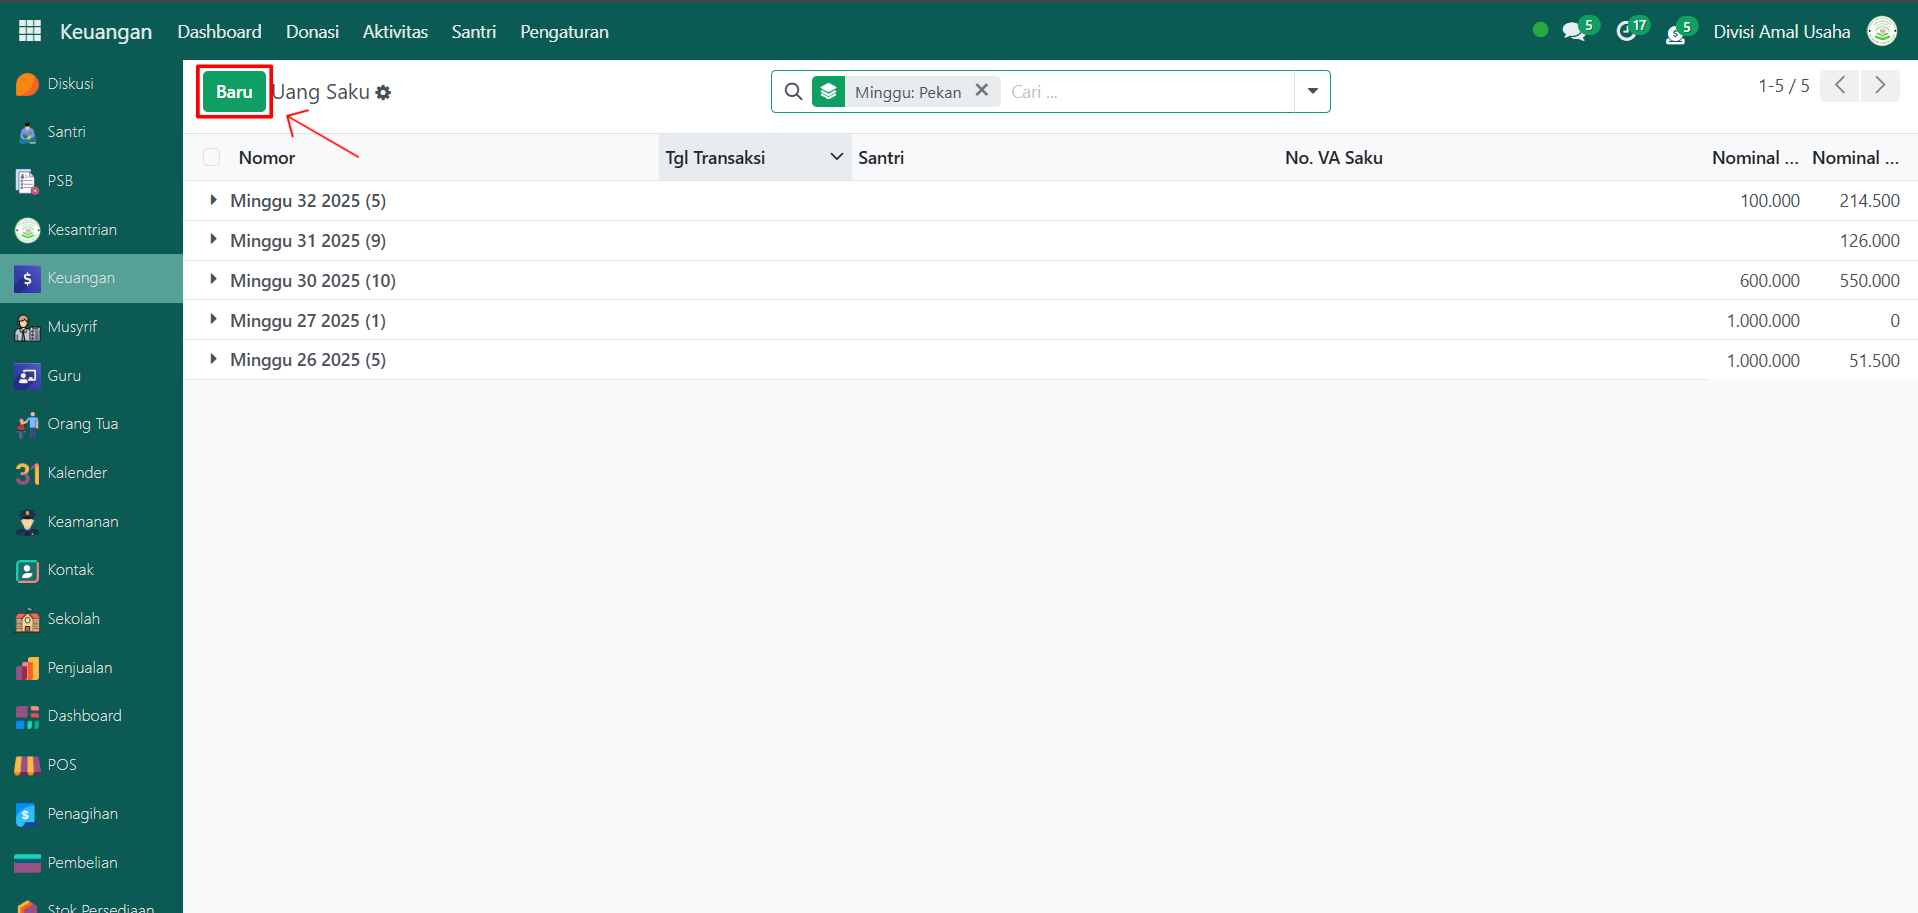 Keuangan Dashboard Donasi Aktivitas Santri Pengaturan 5 17 5 Divisi Amal Usaha
Diskusi
Santri
PSB
Kesantrian
Keuangan
$
Musyrif
Guru
Orang Tua
31 Kalender
Keamanan
Kontak
Sekolah
Penjualan
Dashboard
POS
$ Penagihan
Pembelian
Stok Persediaan
Baru Uang Saku Minggu: Pekan Cari ... 1-5 / 5
Nomor Tgl Transaksi Santri No. VA Saku Nominal ... Nominal ...
Minggu 32 2025 (5) 100.000 214.500
Minggu 31 2025 (9) 126.000
Minggu 30 2025 (10) 600.000 550.000
Minggu 27 2025 (1) 1.000.000 0
Minggu 26 2025 (5) 1.000.000 51.500